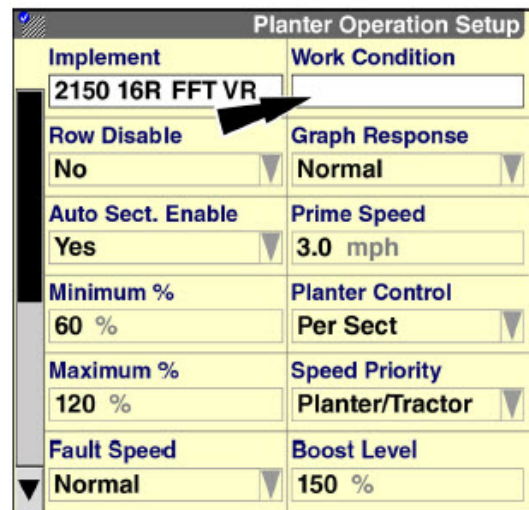 Planter Operation Setup
Implement Work Condition
2150 16R FFT VR
Row Disable Graph Response
No Normal
Auto Sect. Enable Prime Speed
Yes 3.0 mph
Minimum % Planter Control
60 % Per Sect
Maximum % Speed Priority
120 % Planter/Tractor
Fault Speed Boost Level
Normal 150 %